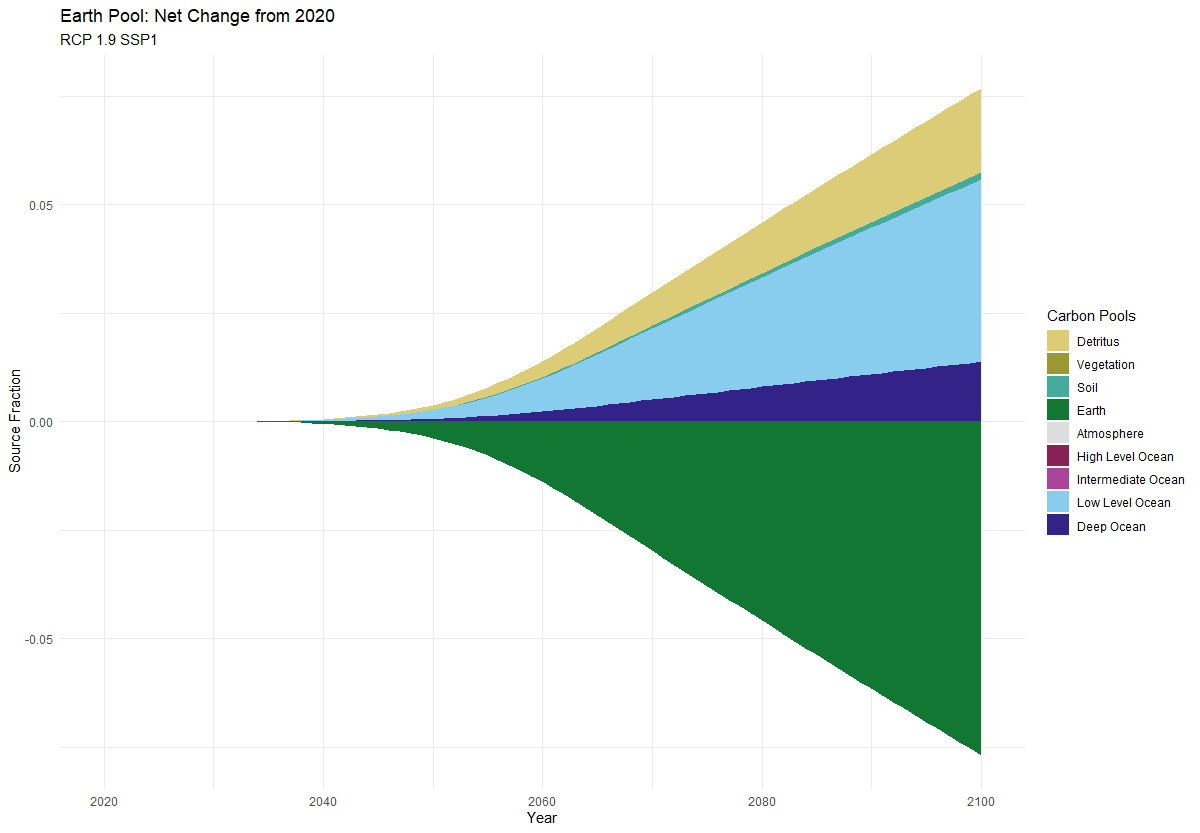 Earth Pool: Net Change from 2020
RCP 1.9 SSP1
Source Fraction
0.05
0.00
-0.05
2020 2040 2060 2080 2100
Year
Carbon Pools
Detritus
Vegetation
Soil
Earth
Atmosphere
High Level Ocean
Intermediate Ocean
Low Level Ocean
Deep Ocean